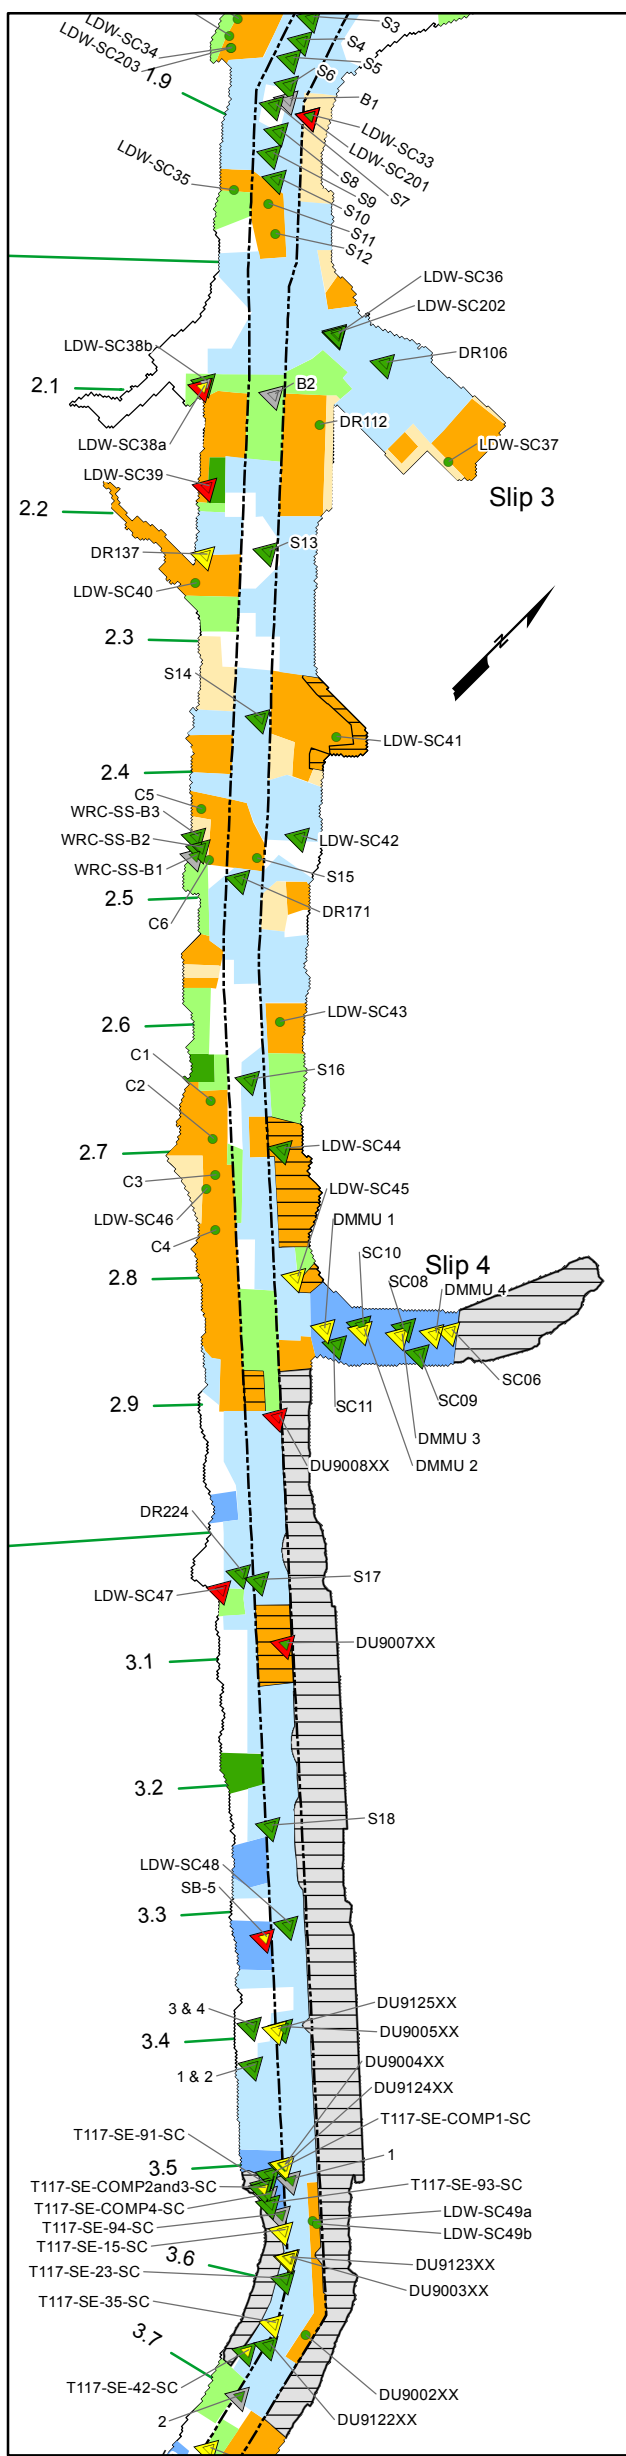 S3
LDW-SC34
S4
LDW-SC203
S5
1.9
S6
B1
LDW-SC33
LDW-SC201
S7
S8
LDW-SC35
S9
S10
S11
S12
LDW-SC36
LDW-SC202
LDW-SC38b
DR106
2.1
B2
DR112
LDW-SC38a
LDW-SC37
LDW-SC39
Slip 3
2.2
S13
DR137
LDW-SC40
N
2.3
S14
LDW-SC41
2.4
C5
WRC-SS-B3
WRC-SS-B2
LDW-SC42
WRC-SS-B1
S15
2.5
DR171
C6
LDW-SC43
2.6
C1
S16
C2
2.7
LDW-SC44
C3
LDW-SC45
LDW-SC46
DMMU 1
C4
SC10
Slip 4
2.8
SC08
DMMU 4
SC06
SC09
2.9
SC11
DMMU 3
DU9008XX
DMMU 2
DR224
S17
LDW-SC47
DU9007XX
3.1
3.2
S18
LDW-SC48
SB-5
3.3
DU9125XX
3 & 4
DU9005XX
3.4
DU9004XX
1 & 2
DU9124XX
T117-SE-COMP1-SC
T117-SE-91-SC
1
3.5
T117-SE-93-SC
T117-SE-COMP2and3-SC
T117-SE-COMP4-SC
LDW-SC49a
T117-SE-94-SC
LDW-SC49b
T117-SE-15-SC
3.6
DU9123XX
T117-SE-23-SC
DU9003XX
T117-SE-35-SC
3.7
T117-SE-42-SC
DU9002XX
2
DU9122XX